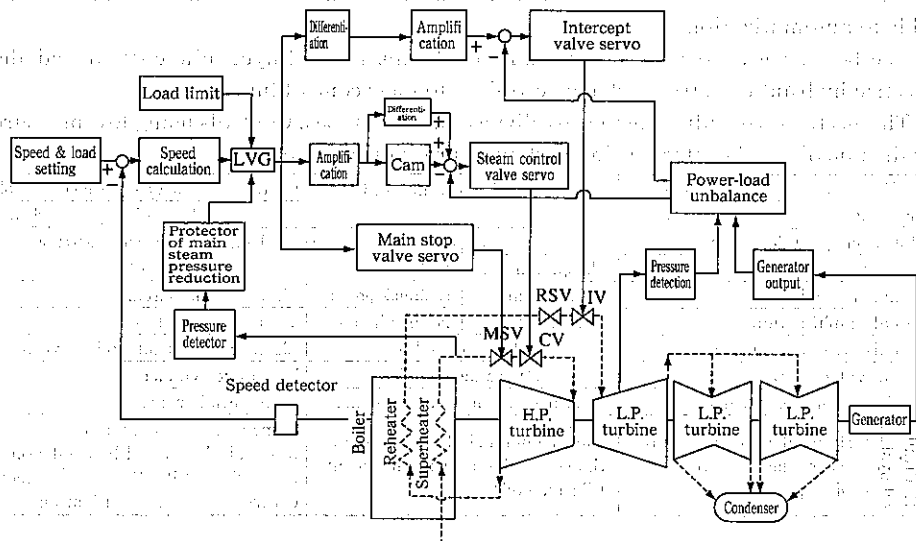 Differenti-
ation
Amplifi
cation
+
-
Intercept
valve servo
Load limit
Differenti-
ation
+
+
-
Speed & load
setting
+
-
Speed
calculation
LVG
Amplifi
cation
Cam
Steam control
valve servo
Power-load
unbalance
Protector
of main
steam
pressure
reduction
Main stop
valve servo
Pressure
detection
Generator
output
RSV
IV
MSV
CV
Pressure
detector
Speed detector
Boiler
Reheater
Superheater
H.P.
turbine
L.P.
turbine
L.P.
turbine
L.P.
turbine
Generator
Condenser